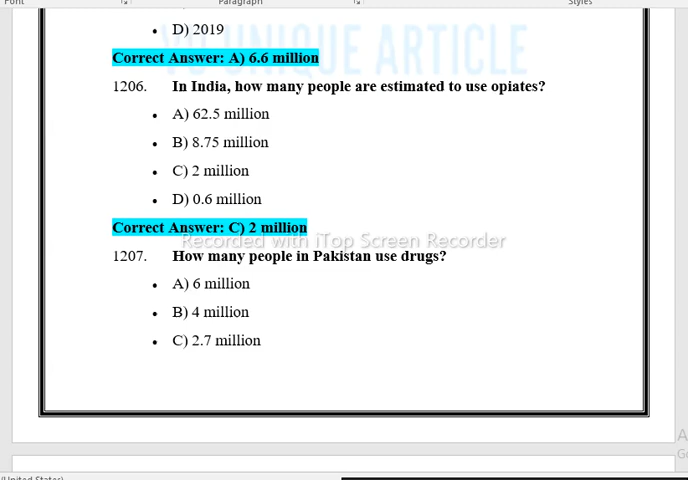 Font
Paragraph
Styles
• D) 2019
UNIQUE ARTICLE
Correct Answer: A) 6.6 million
1206. In India, how many people are estimated to use opiates?
• A) 62.5 million
• B) 8.75 million
• C) 2 million
• D) 0.6 million
Correct Answer: C) 2 million
Recorded with iTop Screen Recorder
1207. How many people in Pakistan use drugs?
• A) 6 million
• B) 4 million
• C) 2.7 million
(United States)